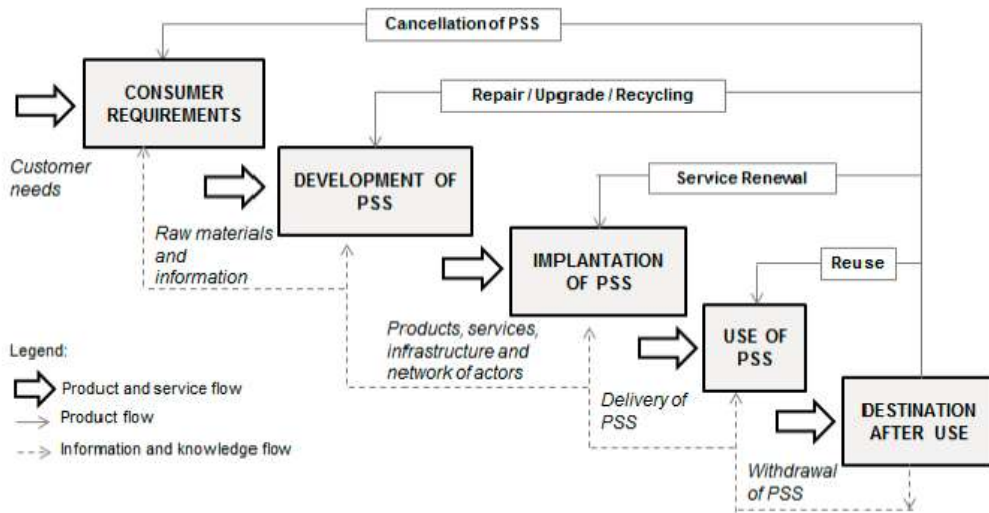 Cancellation of PSS
CONSUMER
REQUIREMENTS
Repair / Upgrade / Recycling
Customer
needs
DEVELOPMENT OF
PSS
Service Renewal
Raw materials
and
information
IMPLANTATION
OF PSS
Reuse
Products, services,
infrastructure and
network of actors
USE OF
PSS
Legend:
Product and service flow
Product flow
Information and knowledge flow
Delivery of
PSS
DESTINATION
AFTER USE
Withdrawal
of PSS